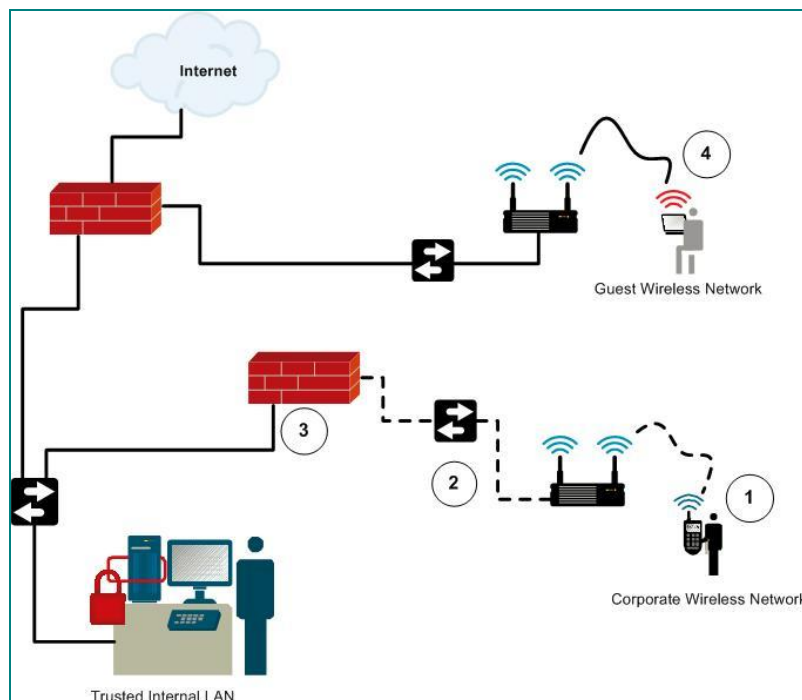 Internet
4
Guest Wireless Network
3
2
1
Corporate Wireless Network
Trusted Internal LAN